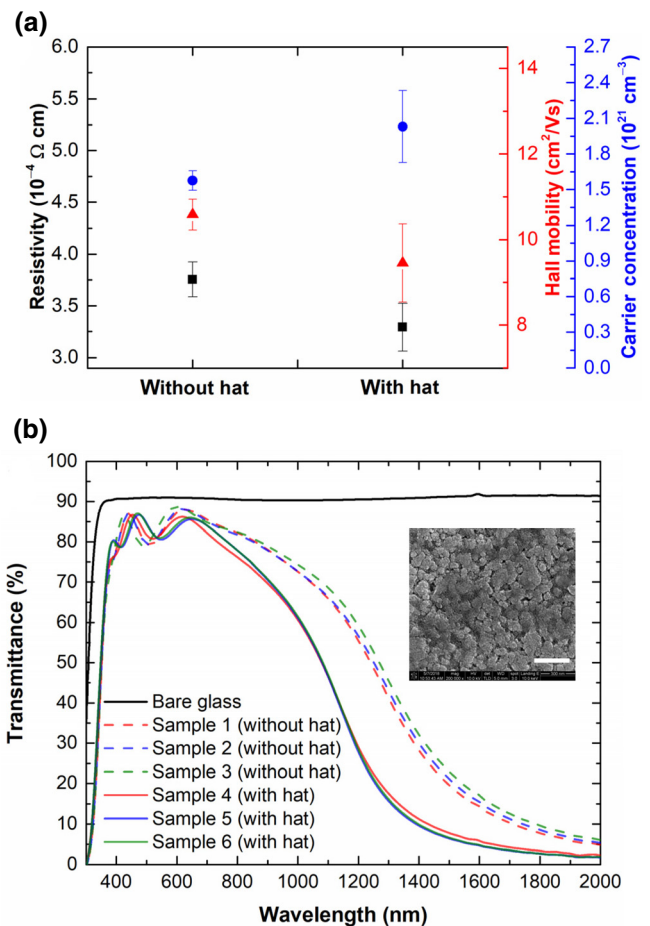 (a)
6.0
5.5
5.0
4.5
4.0
3.5
3.0
Resistivity (10⁻⁴ Ω cm)
14
12
10
8
Hall mobility (cm²/Vs)
2.7
2.4
2.1
1.8
1.5
1.2
0.9
0.6
0.3
0.0
Carrier concentration (10²¹ cm⁻³)
Without hat
With hat
(b)
100
90
80
70
60
50
40
30
20
10
0
Transmittance (%)
Bare glass
Sample 1 (without hat)
Sample 2 (without hat)
Sample 3 (without hat)
Sample 4 (with hat)
Sample 5 (with hat)
Sample 6 (with hat)
400 600 800 1000 1200 1400 1600 1800 2000
Wavelength (nm)